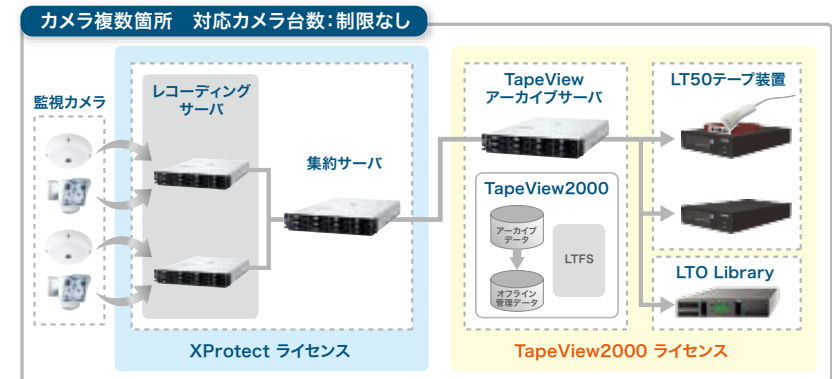 カメラ複数箇所　対応カメラ台数：制限なし
監視カメラ
レコーディング
サーバ
集約サーバ
XProtect ライセンス
TapeView
アーカイブサーバ
TapeView2000
アーカイブ
データ
オフライン
管理データ
LTFS
LT50テープ装置
LTO Library
TapeView2000 ライセンス